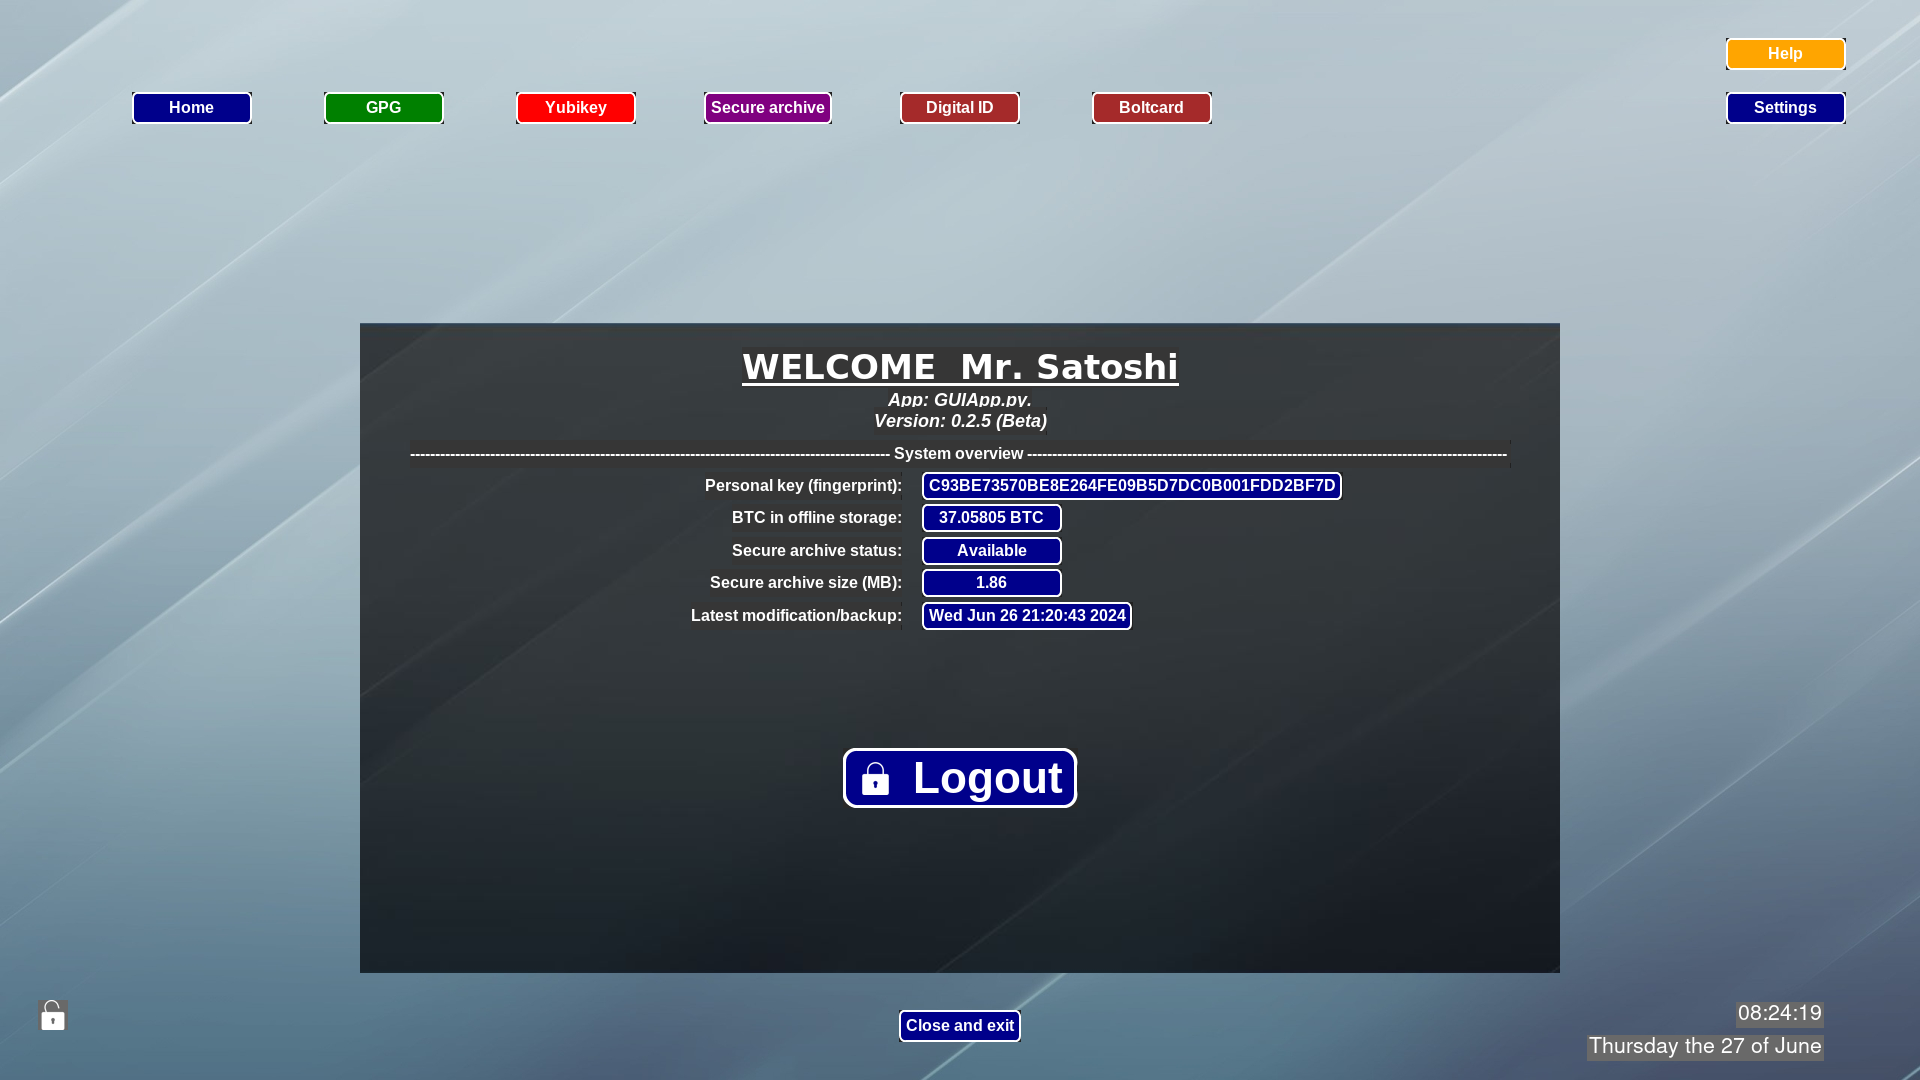 Help
Home GPG Yubikey Secure archive Digital ID Boltcard Settings
WELCOME  Mr. Satoshi
App: GUIApp.py.
Version: 0.2.5 (Beta)
------------------------------------------------------------------------------------------------ System overview ------------------------------------------------------------------------------------------------
Personal key (fingerprint): C93BE73570BE8E264FE09B5D7DC0B001FDD2BF7D
BTC in offline storage: 37.05805 BTC
Secure archive status: Available
Secure archive size (MB): 1.86
Latest modification/backup: Wed Jun 26 21:20:43 2024
Logout
Close and exit
08:24:19
Thursday the 27 of June